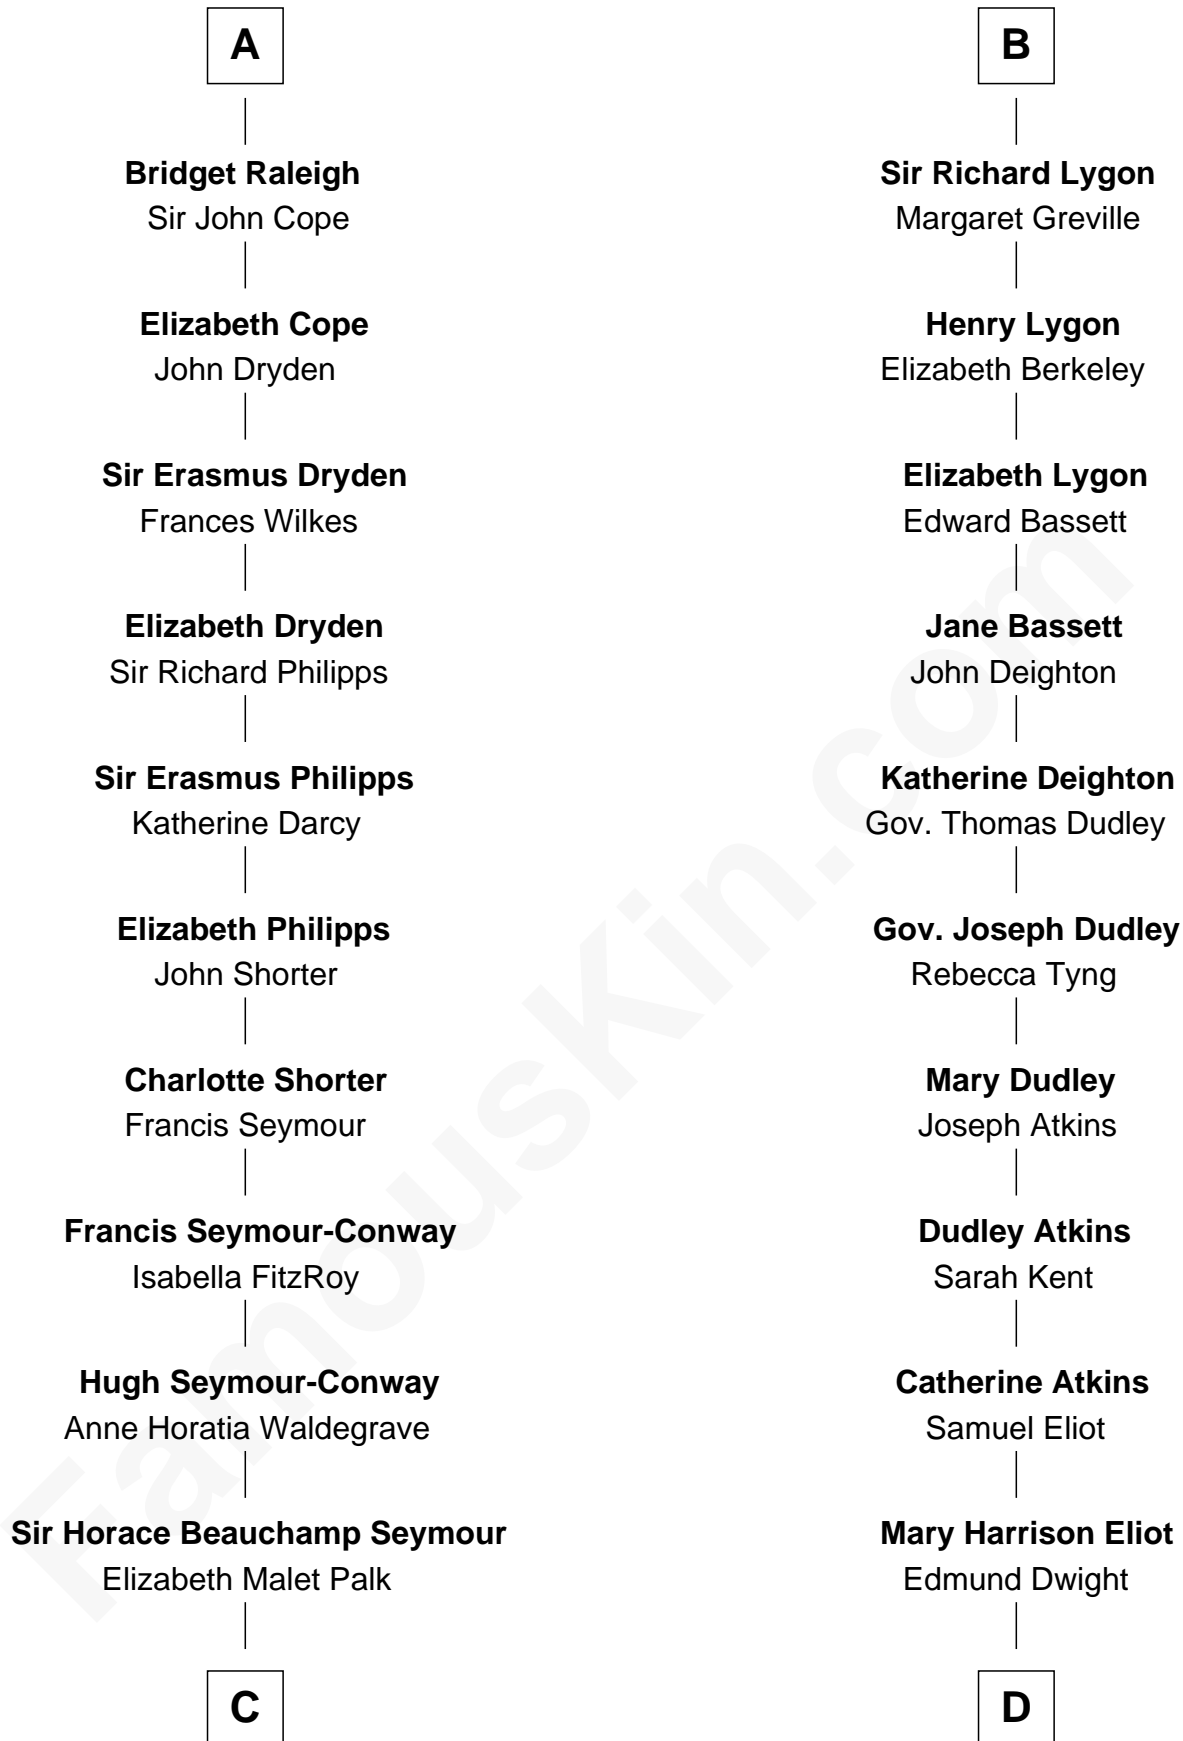 A
Bridget Raleigh
Sir John Cope
Elizabeth Cope
John Dryden
Sir Erasmus Dryden
Frances Wilkes
Elizabeth Dryden
Sir Richard Philipps
Sir Erasmus Philipps
Katherine Darcy
Elizabeth Philipps
John Shorter
Charlotte Shorter
Francis Seymour
Francis Seymour-Conway
Isabella FitzRoy
Hugh Seymour-Conway
Anne Horatia Waldegrave
Sir Horace Beauchamp Seymour
Elizabeth Malet Palk
C
B
Sir Richard Lygon
Margaret Greville
Henry Lygon
Elizabeth Berkeley
Elizabeth Lygon
Edward Bassett
Jane Bassett
John Deighton
Katherine Deighton
Gov. Thomas Dudley
Gov. Joseph Dudley
Rebecca Tyng
Mary Dudley
Joseph Atkins
Dudley Atkins
Sarah Kent
Catherine Atkins
Samuel Eliot
Mary Harrison Eliot
Edmund Dwight
D
FamousKin.com